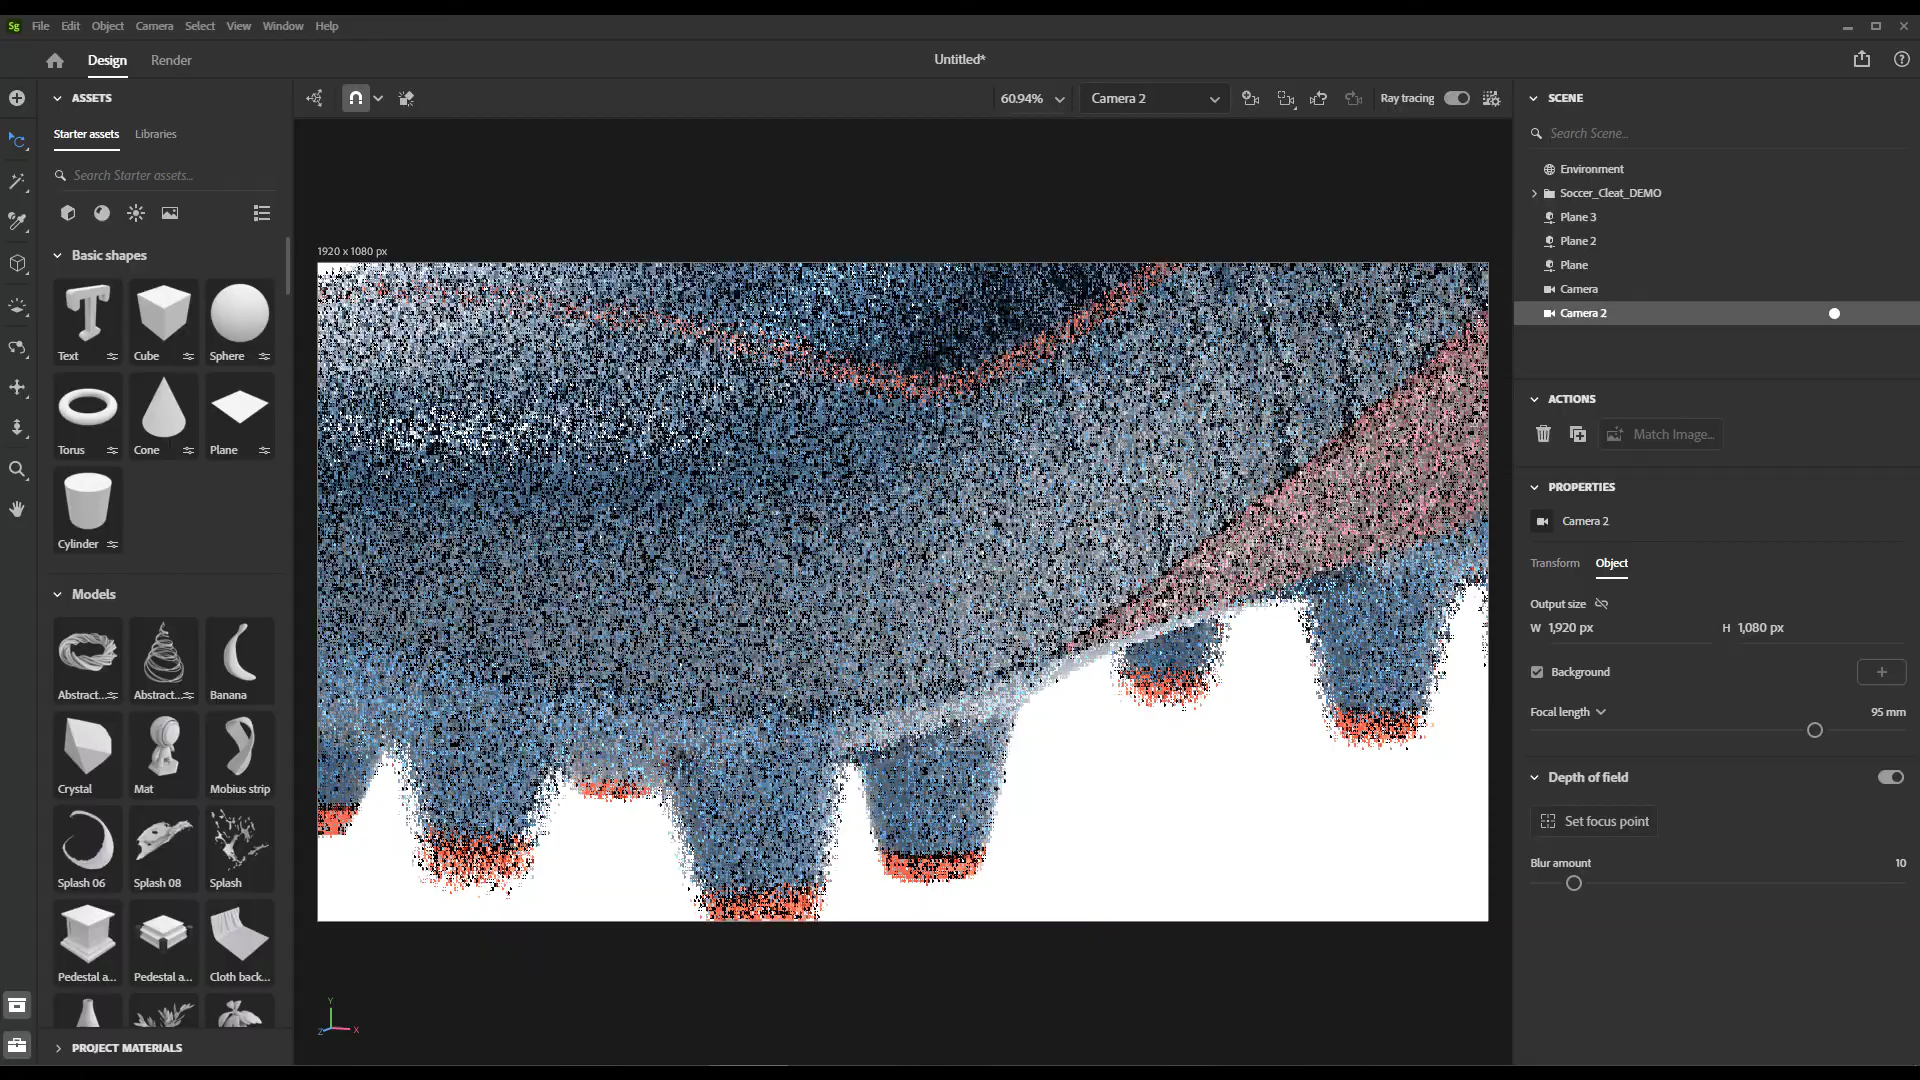 Sg File Edit Object Camera Select View Window Help
Design Render Untitled*
ASSETS
Starter assets Libraries
Search Starter assets...
Basic shapes
Text Cube Sphere
Torus Cone Plane
Cylinder
Models
Abstract... Abstract... Banana
Crystal Mat Mobius strip
Splash 06 Splash 08 Splash
Pedestal a... Pedestal a... Cloth back...
PROJECT MATERIALS
60.94% Camera 2 Ray tracing
1920 x 1080 px
Y
Z X
SCENE
Search Scene...
Environment
Soccer_Cleat_DEMO
Plane 3
Plane 2
Plane
Camera
Camera 2
ACTIONS
Match Image...
PROPERTIES
Camera 2
Transform Object
Output size
W 1,920 px H 1,080 px
Background
Focal length 95 mm
Depth of field
Set focus point
Blur amount 10